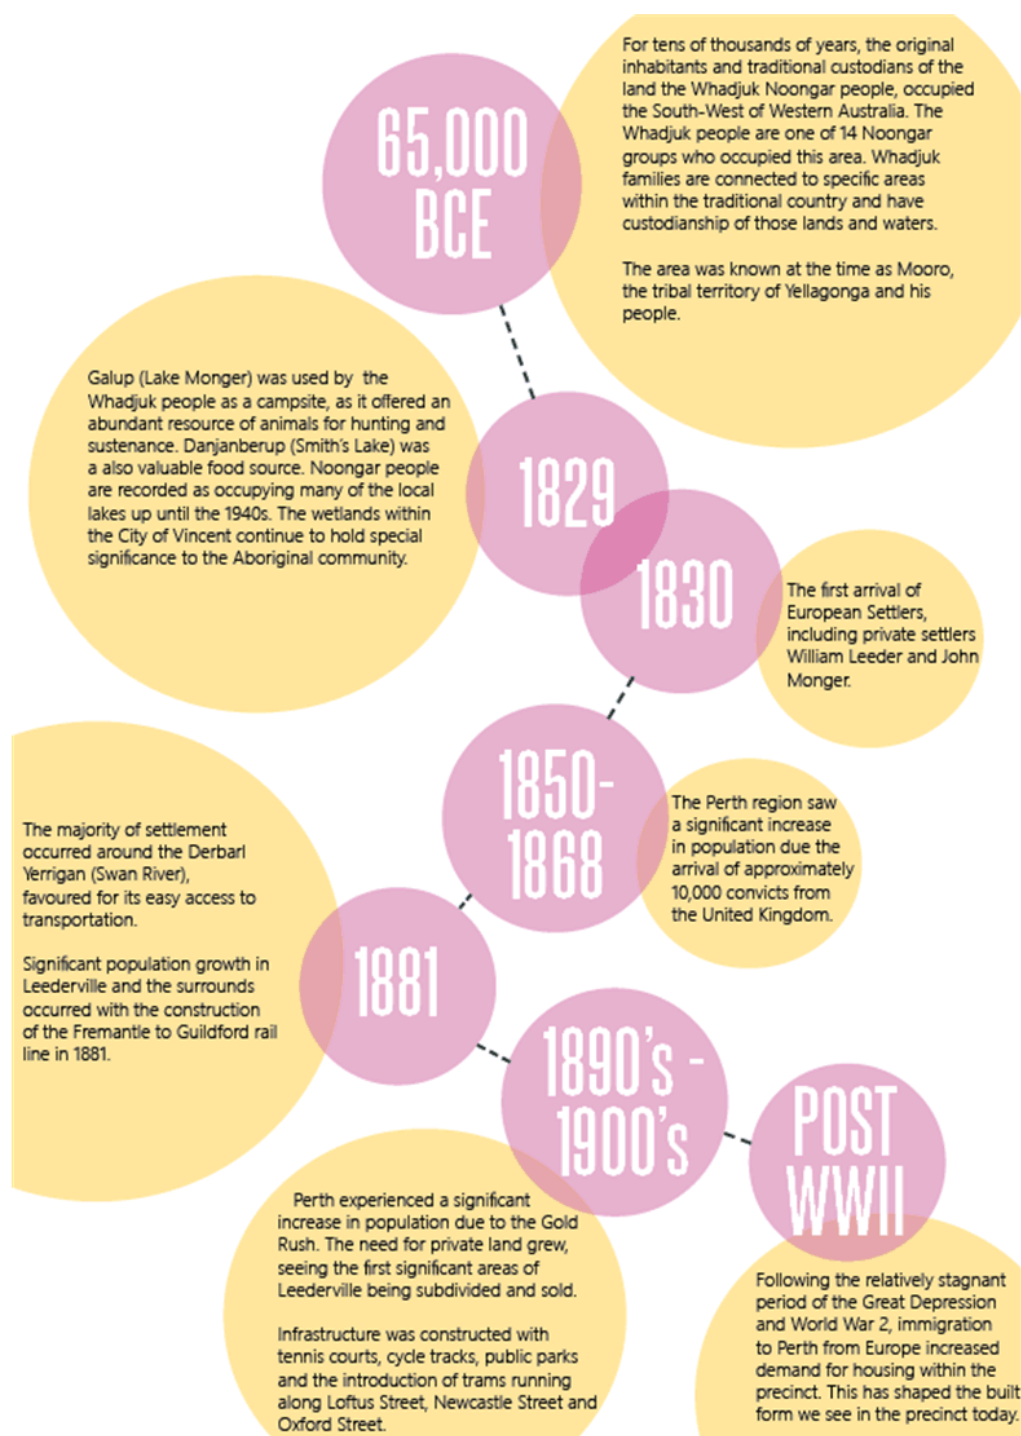 65,000
BCE
For tens of thousands of years, the original
inhabitants and traditional custodians of the
land the Whadjuk Noongar people, occupied
the South-West of Western Australia. The
Whadjuk people are one of 14 Noongar
groups who occupied this area. Whadjuk
families are connected to specific areas
within the traditional country and have
custodianship of those lands and waters.
The area was known at the time as Mooro,
the tribal territory of Yellagonga and his
people.
1829
Galup (Lake Monger) was used by the
Whadjuk people as a campsite, as it offered an
abundant resource of animals for hunting and
sustenance. Danjanberup (Smith's Lake) was
a also valuable food source. Noongar people
are recorded as occupying many of the local
lakes up until the 1940s. The wetlands within
the City of Vincent continue to hold special
significance to the Aboriginal community.
1830
The first arrival of
European Settlers,
including private settlers
William Leeder and John
Monger.
1850-
1868
The Perth region saw
a significant increase
in population due the
arrival of approximately
10,000 convicts from
the United Kingdom.
1881
The majority of settlement
occurred around the Derbarl
Yerrigan (Swan River),
favoured for its easy access to
transportation.
Significant population growth in
Leederville and the surrounds
occurred with the construction
of the Fremantle to Guildford rail
line in 1881.
1890's -
1900's
Perth experienced a significant
increase in population due to the Gold
Rush. The need for private land grew,
seeing the first significant areas of
Leederville being subdivided and sold.
Infrastructure was constructed with
tennis courts, cycle tracks, public parks
and the introduction of trams running
along Loftus Street, Newcastle Street and
Oxford Street.
POST
WWII
Following the relatively stagnant
period of the Great Depression
and World War 2, immigration
to Perth from Europe increased
demand for housing within the
precinct. This has shaped the built
form we see in the precinct today.